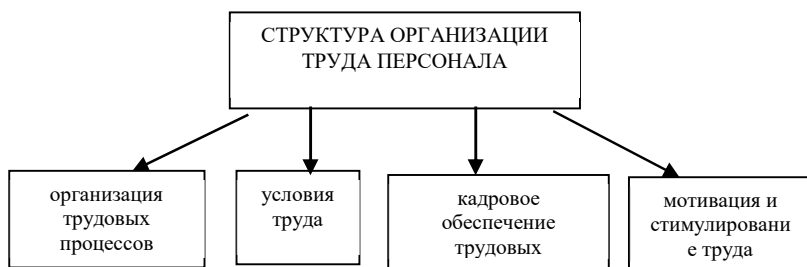 СТРУКТУРА ОРГАНИЗАЦИИ
ТРУДА ПЕРСОНАЛА
организация
трудовых
процессов
условия
труда
кадровое
обеспечение
трудовых
мотивация и
стимулировани
е труда